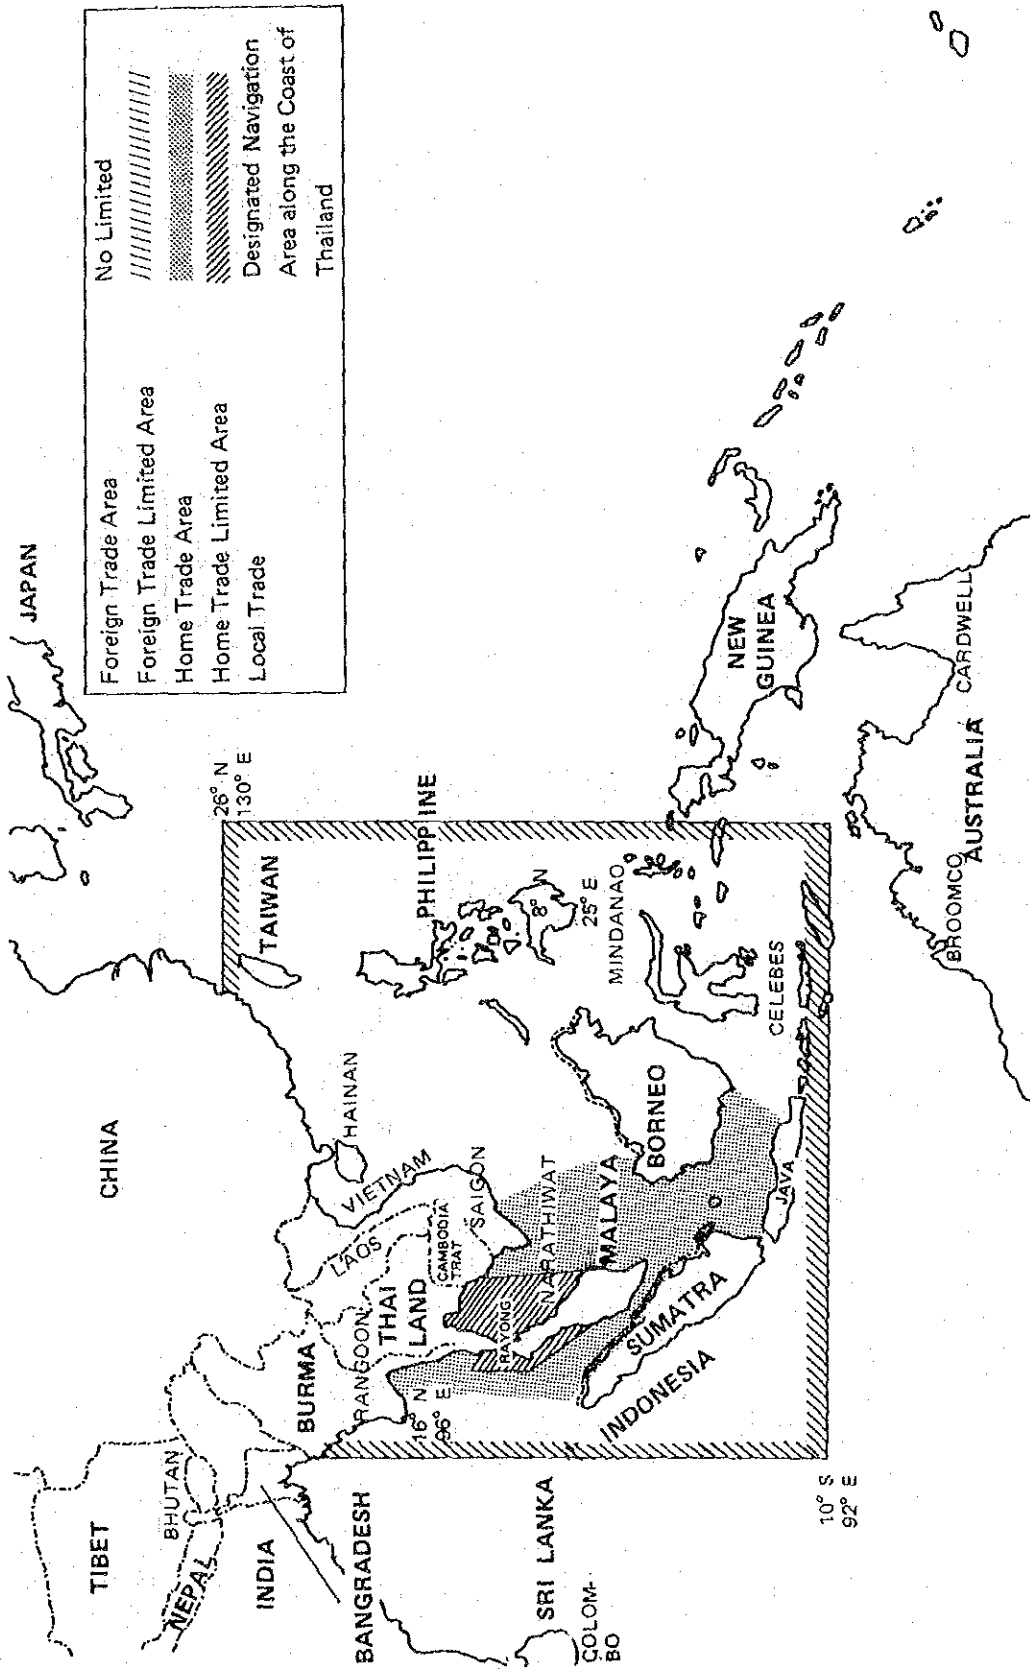 Foreign Trade Area No Limited
Foreign Trade Limited Area
Home Trade Area
Home Trade Limited Area
Local Trade Designated Navigation
Area along the Coast of
Thailand
JAPAN
CHINA
TIBET
BHUTAN
NEPAL
INDIA
BANGRADESH
SRI LANKA
COLOM-
BO
BURMA
RANGOON
16° N
96° E
LAOS
VIETNAM
HAINAN
THAI
LAND
CAMBODIA
TRAT
SAIGON
RAYONG
NARATHIWAT
MALAYA
SUMATRA
INDONESIA
BORNEO
JAVA
CELEBES
MINDANAO
8° N
25° E
PHILIPPINE
TAIWAN
26° N
130° E
10° S
92° E
NEW
GUINEA
AUSTRALIA
BROOMCO
CARDWELL